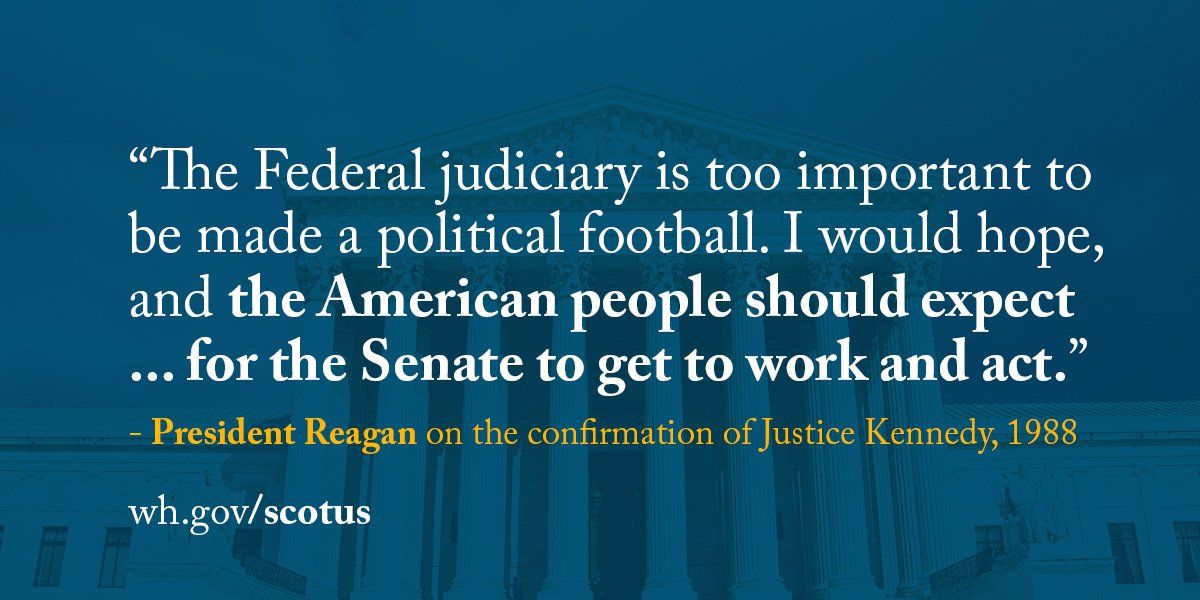 “The Federal judiciary is too important to
be made a political football. I would hope,
and the American people should expect
... for the Senate to get to work and act.”
- President Reagan on the confirmation of Justice Kennedy, 1988
wh.gov/scotus